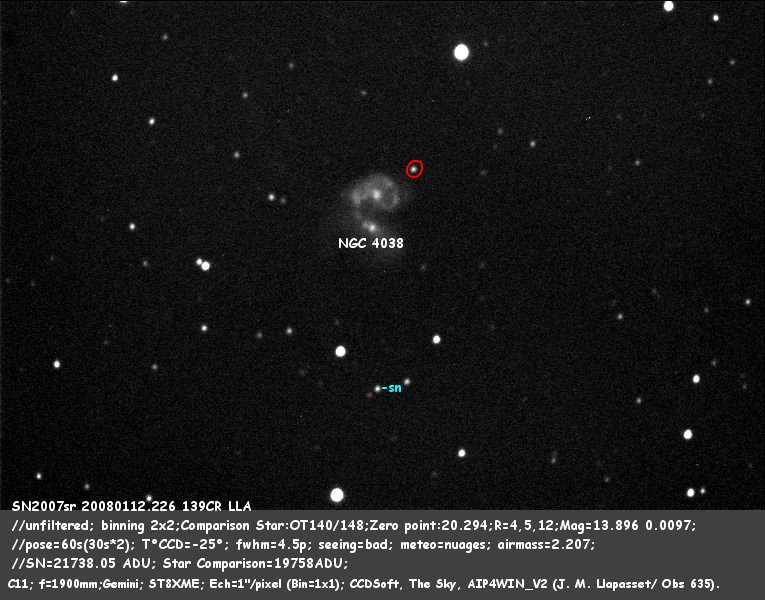 NGC 4038
-sn
SN2007sr 20080112.226 139CR LLA
//unfiltered; binning 2x2;Comparison Star:OT140/148;Zero point:20.294;R=4,5,12;Mag=13.896 0.0097;
//pose=60s(30s*2); T°CCD=-25°; fwhm=4.5p; seeing=bad; meteo=nuages; airmass=2.207;
//SN=21738.05 ADU; Star Comparison=19758ADU;
C11; f=1900mm;Gemini; ST8XME; Ech=1"/pixel (Bin=1x1); CCDSoft, The Sky, AIP4WIN_V2 (J. M. Llapasset/ Obs 635).